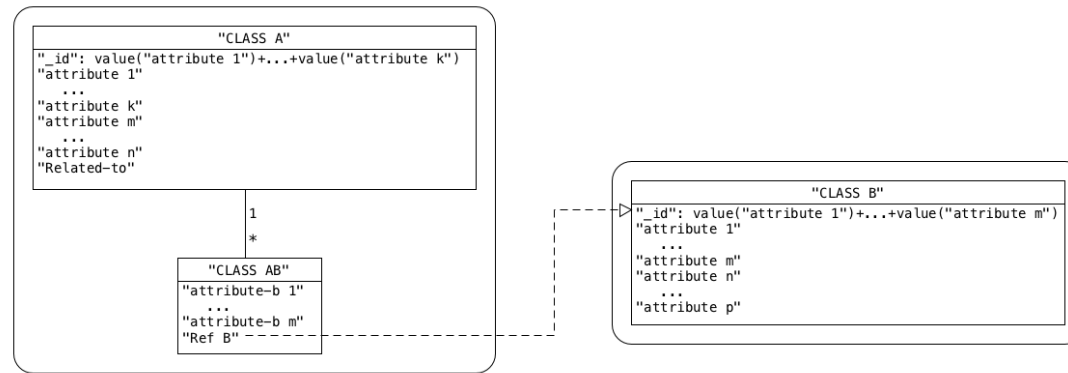 "CLASS A"
"_id": value("attribute 1")+...+value("attribute k")
"attribute 1"
...
"attribute k"
"attribute m"
...
"attribute n"
"Related-to"
1
*
"CLASS AB"
"attribute-b 1"
...
"attribute-b m"
"Ref B"
"CLASS B"
"_id": value("attribute 1")+...+value("attribute m")
"attribute 1"
...
"attribute m"
"attribute n"
...
"attribute p"